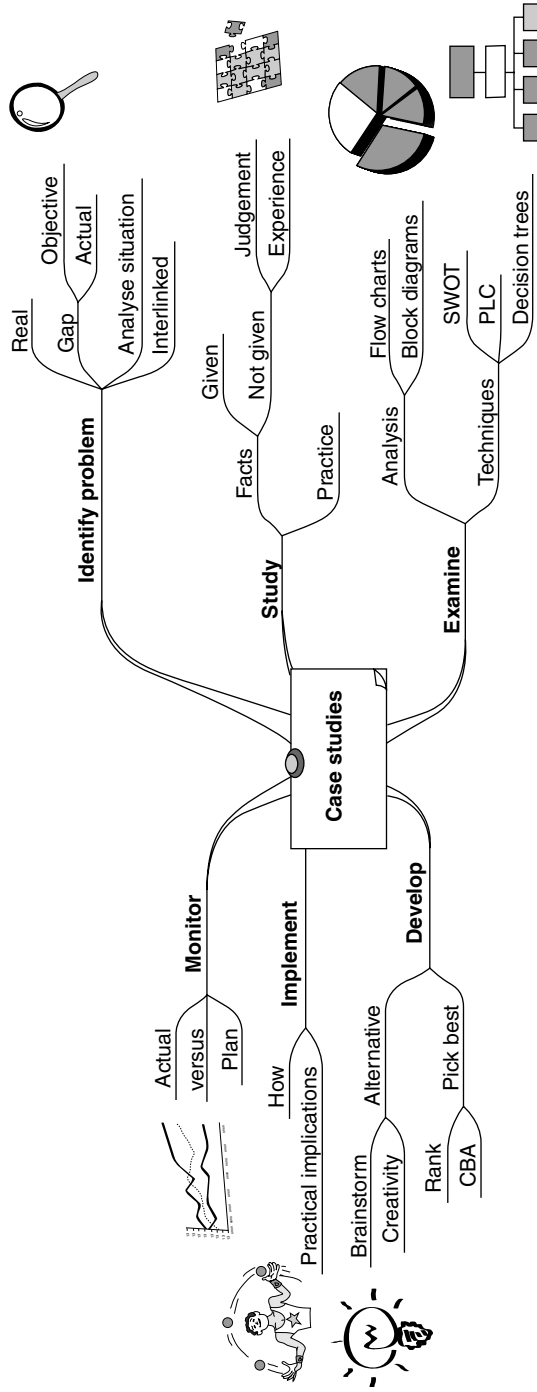 Case studies
Identify problem
Real
Gap
Objective
Actual
Analyse situation
Interlinked
Study
Facts
Given
Not given
Judgement
Experience
Practice
Examine
Analysis
Flow charts
Block diagrams
Techniques
SWOT
PLC
Decision trees
Develop
Alternative
Brainstorm
Creativity
Pick best
Rank
CBA
Implement
How
Practical implications
Monitor
Actual
versus
Plan